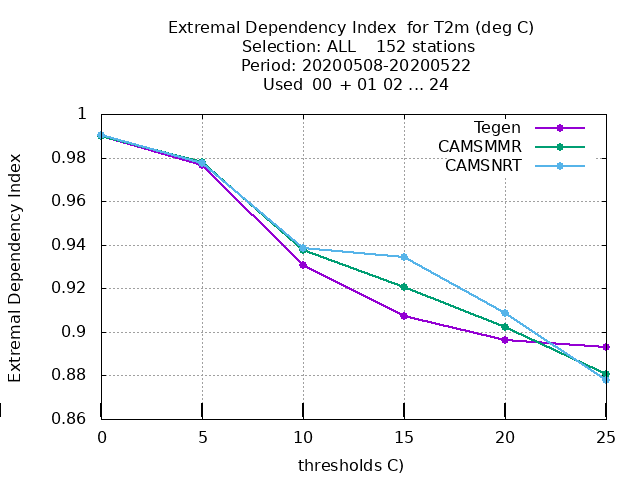 Extremal Dependency Index for T2m (deg C)
Selection: ALL 152 stations
Period: 20200508-20200522
Used 00 + 01 02 ... 24
Extremal Dependency Index
1
0.98
0.96
0.94
0.92
0.9
0.88
0.86
Tegen
CAMSMMR
CAMSNRT
0 5 10 15 20 25
thresholds C)